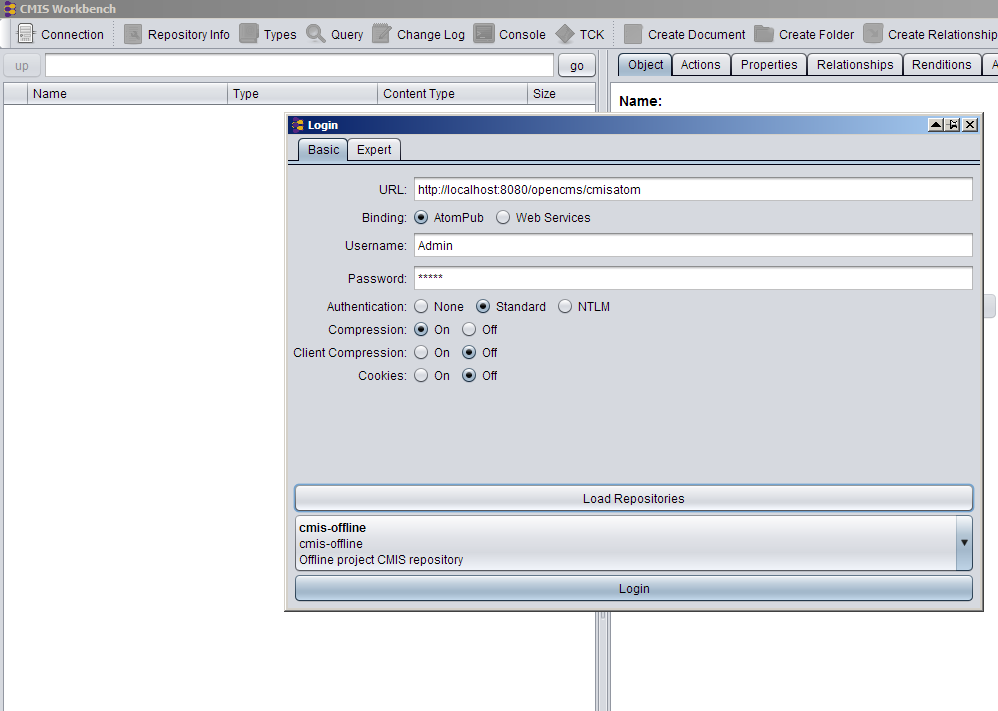 CMIS Workbench
Connection Repository Info Types Query Change Log Console TCK Create Document Create Folder Create Relationship
up go Object Actions Properties Relationships Renditions A
Name Type Content Type Size
Name:
Login
Basic Expert
URL: http://localhost:8080/opencms/cmisatom
Binding: AtomPub Web Services
Username: Admin
Password: *****
Authentication: None Standard NTLM
Compression: On Off
Client Compression: On Off
Cookies: On Off
Load Repositories
cmis-offline
cmis-offline
Offline project CMIS repository
Login